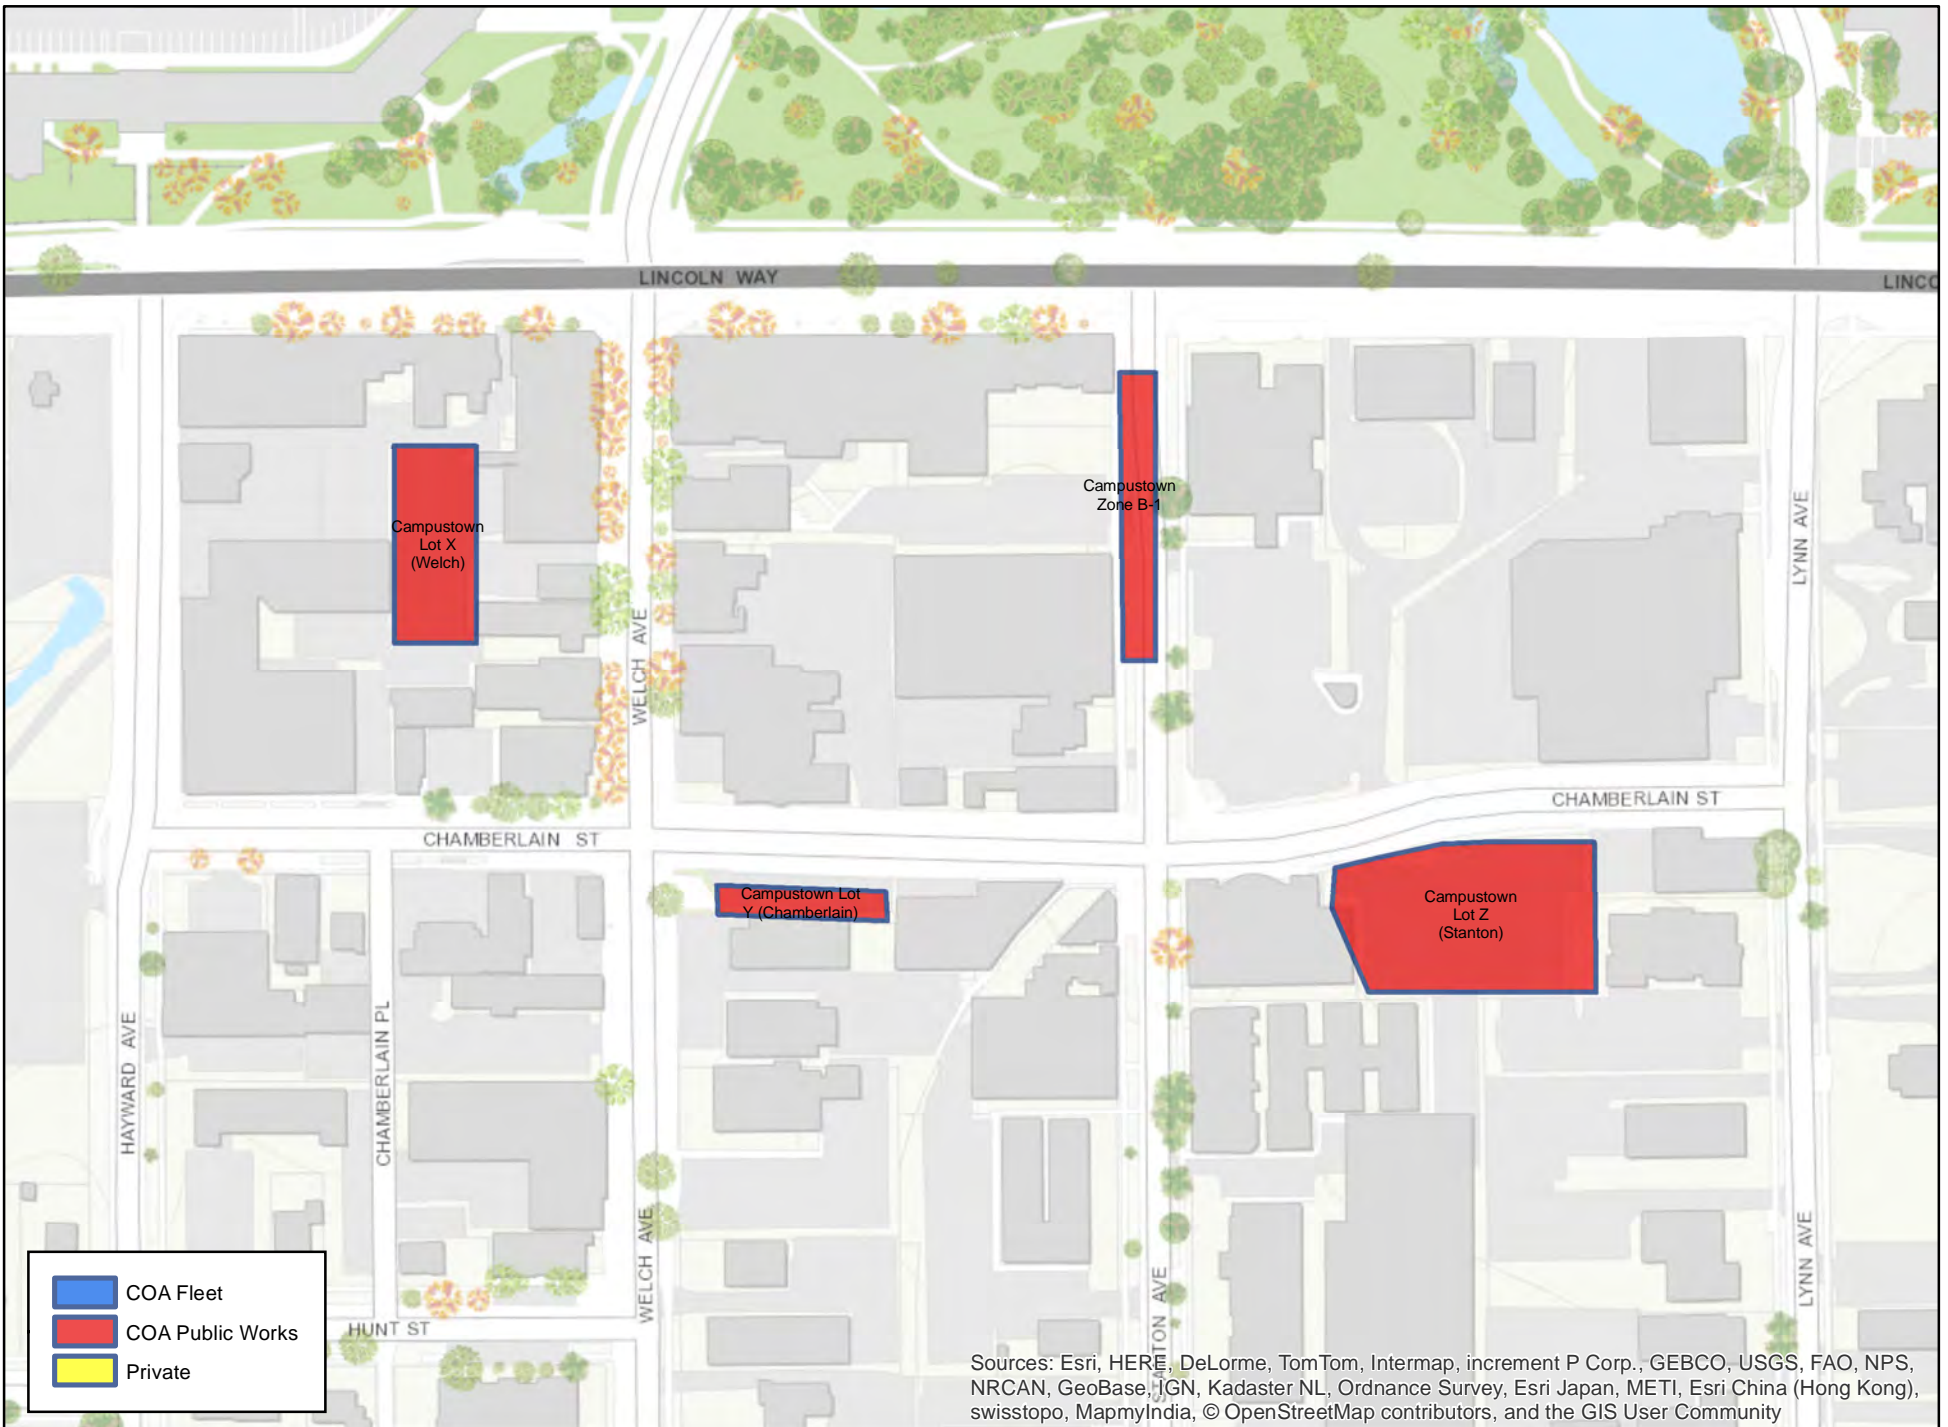 LINCOLN WAY
LINCO
Campustown
Zone B-1
Campustown
Lot X
(Welch)
LYNN AVE
WELCH AVE
CHAMBERLAIN ST
CHAMBERLAIN ST
Campustown Lot
Y (Chamberlain)
Campustown
Lot Z
(Stanton)
HAYWARD AVE
CHAMBERLAIN PL
WELCH AVE
STANTON AVE
LYNN AVE
HUNT ST
COA Fleet
COA Public Works
Private
Sources: Esri, HERE, DeLorme, TomTom, Intermap, increment P Corp., GEBCO, USGS, FAO, NPS,
NRCAN, GeoBase, IGN, Kadaster NL, Ordnance Survey, Esri Japan, METI, Esri China (Hong Kong),
swisstopo, MapmyIndia, © OpenStreetMap contributors, and the GIS User Community